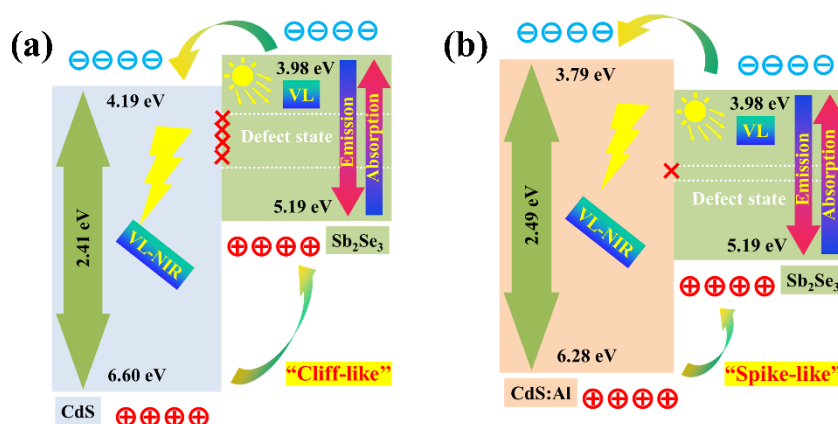 (a)
4.19 eV
2.41 eV
VL-NIR
6.60 eV
CdS
3.98 eV
VL
Defect state
Emission
Absorption
5.19 eV
Sb₂Se₃
“Cliff-like”
(b)
3.79 eV
2.49 eV
VL-NIR
6.28 eV
CdS:Al
3.98 eV
VL
Defect state
Emission
Absorption
5.19 eV
Sb₂Se₃
“Spike-like”